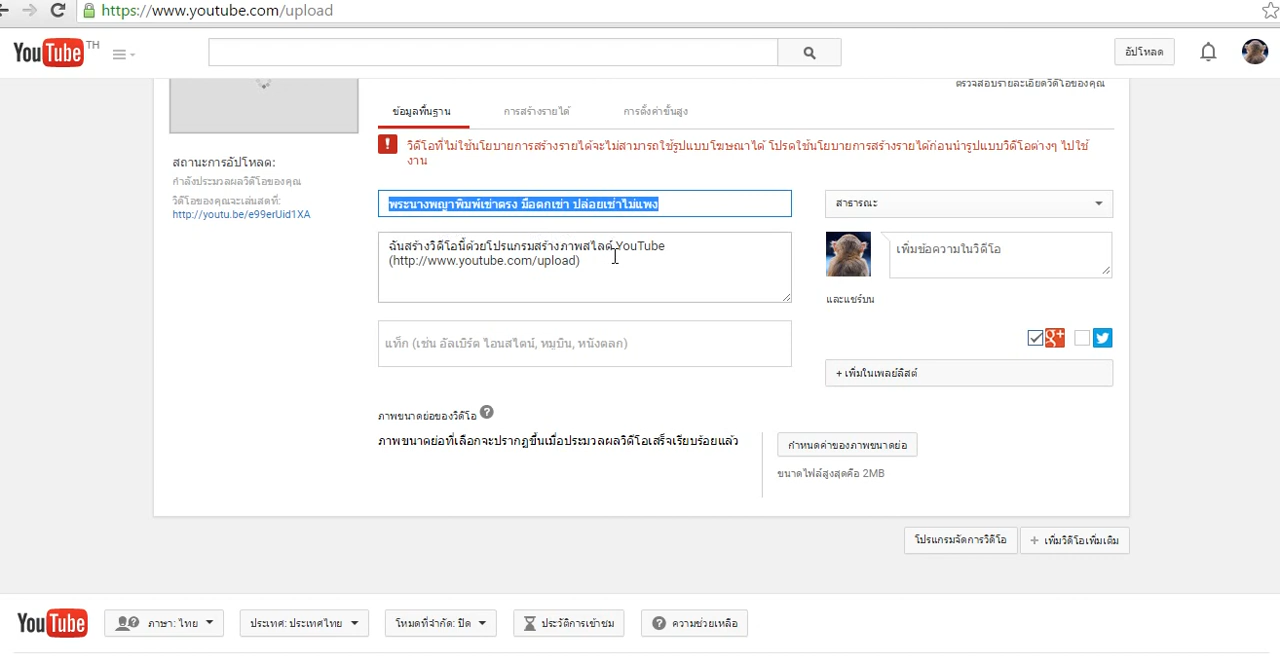 https://www.youtube.com/upload
YouTube TH
อัปโหลด
ตรวจสอบรายละเอียดวิดีโอของคุณ
ข้อมูลพื้นฐาน การสร้างรายได้ การตั้งค่าขั้นสูง
วิดีโอที่ไม่ใช้นโยบายการสร้างรายได้จะไม่สามารถใช้รูปแบบโฆษณาได้ โปรดใช้นโยบายการสร้างรายได้ก่อนนำรูปแบบวิดีโอต่างๆ ไปใช้
งาน
สถานะการอัปโหลด:
กำลังประมวลผลวิดีโอของคุณ
วิดีโอของคุณจะเล่นสดที่:
http://youtu.be/e99erUid1XA
พระนางพญาพิมพ์เข่าตรง มือตกเข่า ปล่อยเช่าไม่แพง
สาธารณะ
ฉันสร้างวิดีโอนี้ด้วยโปรแกรมสร้างภาพสไลด์ YouTube
(http://www.youtube.com/upload)
เพิ่มข้อความในวิดีโอ
และแชร์บน
แท็ก (เช่น อัลเบิร์ต ไอนสไตน์, หมูบิน, หนังตลก)
+ เพิ่มในเพลย์ลิสต์
ภาพขนาดย่อของวิดีโอ
ภาพขนาดย่อที่เลือกจะปรากฏขึ้นเมื่อประมวลผลวิดีโอเสร็จเรียบร้อยแล้ว
กำหนดค่าของภาพขนาดย่อ
ขนาดไฟล์สูงสุดคือ 2MB
โปรแกรมจัดการวิดีโอ + เพิ่มวิดีโอเพิ่มเติม
YouTube ภาษา: ไทย ประเทศ: ประเทศไทย โหมดที่จำกัด: ปิด ประวัติการเข้าชม ความช่วยเหลือ